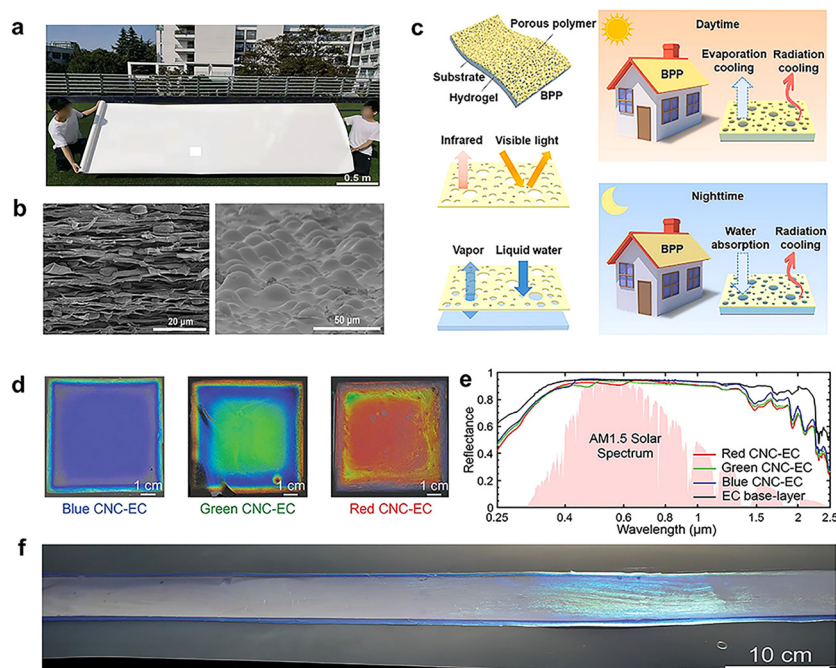 a
0.5 m
b
20 µm
50 µm
c
Porous polymer
Substrate
Hydrogel
BPP
Infrared
Visible light
Vapor
Liquid water
Daytime
Evaporation
cooling
Radiation
cooling
BPP
Nighttime
Water
absorption
Radiation
cooling
BPP
d
1 cm
1 cm
1 cm
Blue CNC-EC
Green CNC-EC
Red CNC-EC
e
Reflectance
1
0.8
0.6
0.4
0.2
0
AM1.5 Solar
Spectrum
Red CNC-EC
Green CNC-EC
Blue CNC-EC
EC base-layer
0.25
0.4
0.6
0.8
1
1.5
2
2.5
Wavelength (µm)
f
10 cm